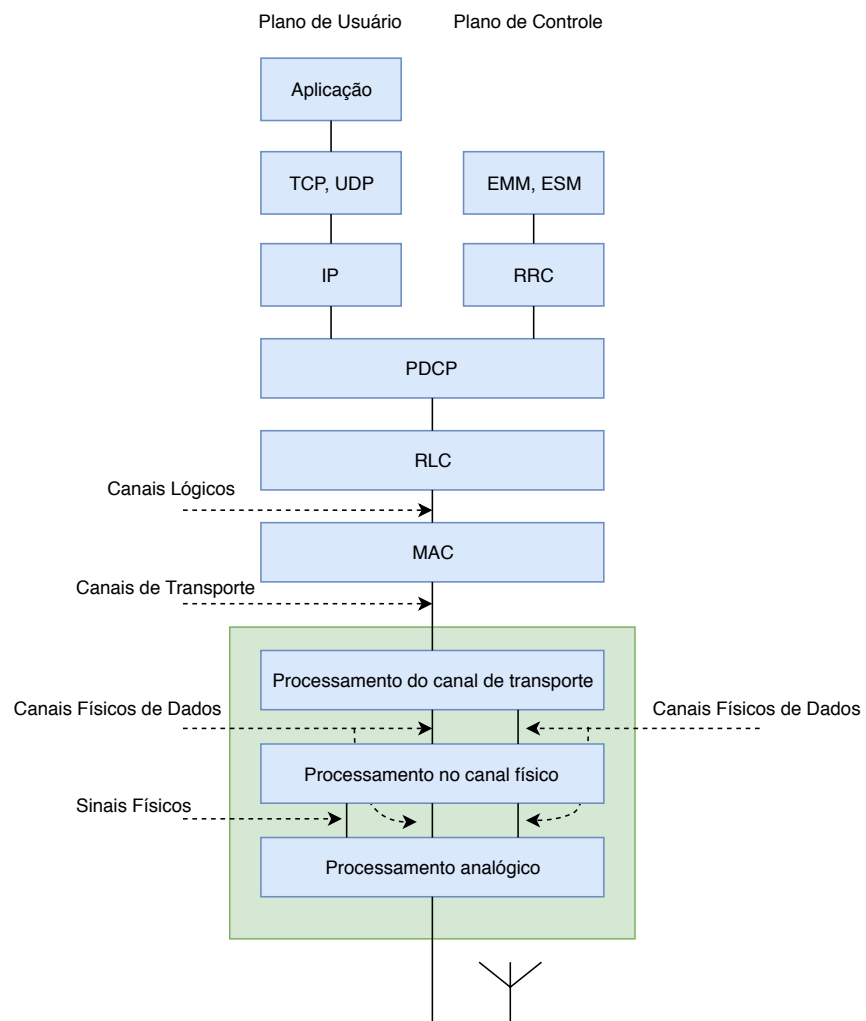 Plano de Usuário
Plano de Controle
Aplicação
TCP, UDP
EMM, ESM
IP
RRC
PDCP
RLC
Canais Lógicos
MAC
Canais de Transporte
Processamento do canal de transporte
Canais Físicos de Dados
Canais Físicos de Dados
Processamento no canal físico
Sinais Físicos
Processamento analógico